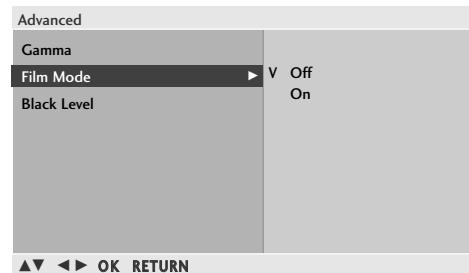 Advanced
Gamma
Film Mode ► V Off
On
Black Level
▲▼ ◄► OK RETURN